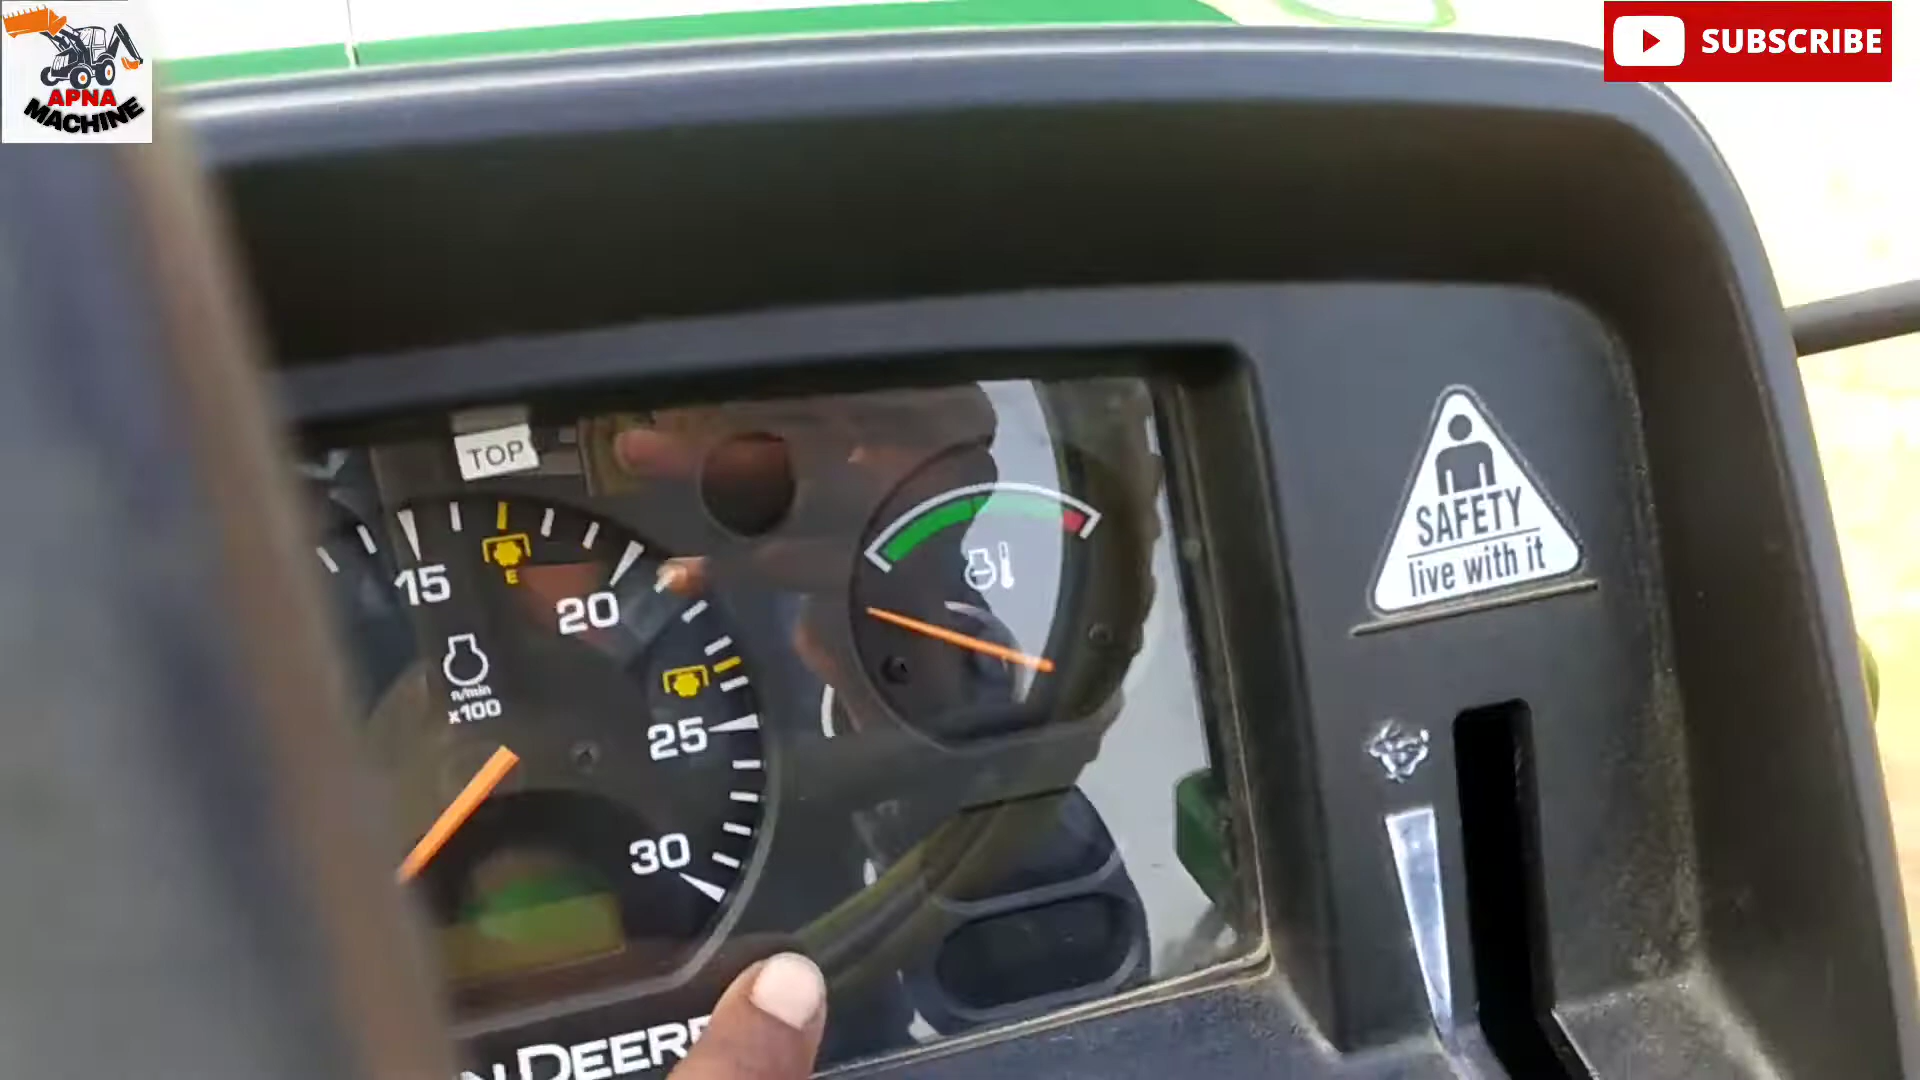 APNA
MACHINE
SUBSCRIBE
TOP
15
E
20
n/min
x100
25
30
SAFETY
live with it
DEERE